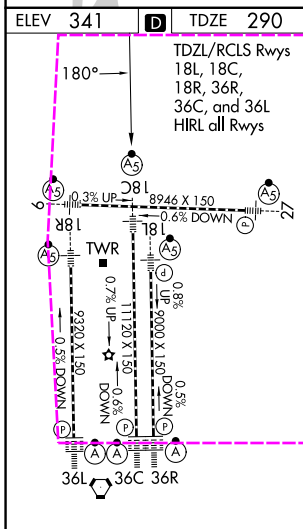 ELEV 341 D TDZE 290
TDZL/RCLS Rwys
18L, 18C,
18R, 36R,
36C, and 36L
HIRL all Rwys
180°
A5
18C
A5
9
0.3% UP
8946 X 150
A5
27
0.6% DOWN
P
18R
18L
A5
A5
TWR
P
0.7% UP
0.8% UP
9320 X 150
11120 X 150
9000 X 150
0.5% DOWN
0.6% DOWN
0.5% DOWN
P
P
P
A
A
A
36L
36C
36R